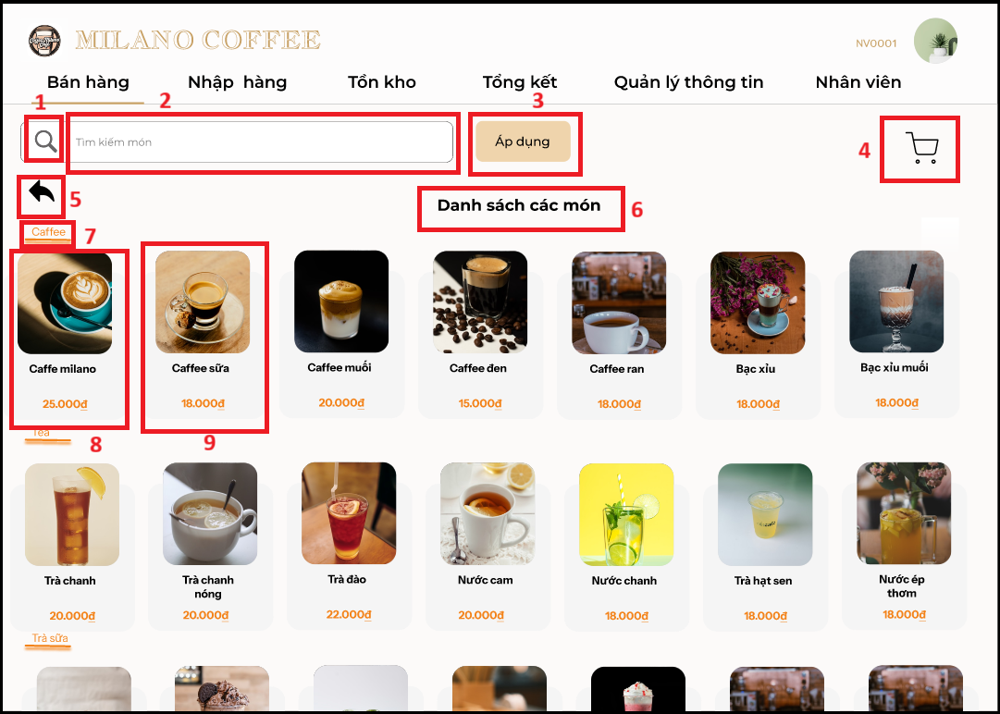 MILANO COFFEE
NV0001
Bán hàng Nhập hàng Tồn kho Tổng kết Quản lý thông tin Nhân viên
1 2 3
Tìm kiếm món Áp dụng 4
5
Danh sách các món 6
Caffee 7
Caffe milano Caffee sữa Caffee muối Caffee đen Caffee ran Bạc xỉu Bạc xỉu muối
25.000đ 18.000đ 20.000đ 15.000đ 18.000đ 18.000đ 18.000đ
Tea
8 9
Trà chanh Trà chanh nóng Trà đào Nước cam Nước chanh Trà hạt sen Nước ép thơm
20.000đ 20.000đ 22.000đ 20.000đ 18.000đ 18.000đ 18.000đ
Trà sữa